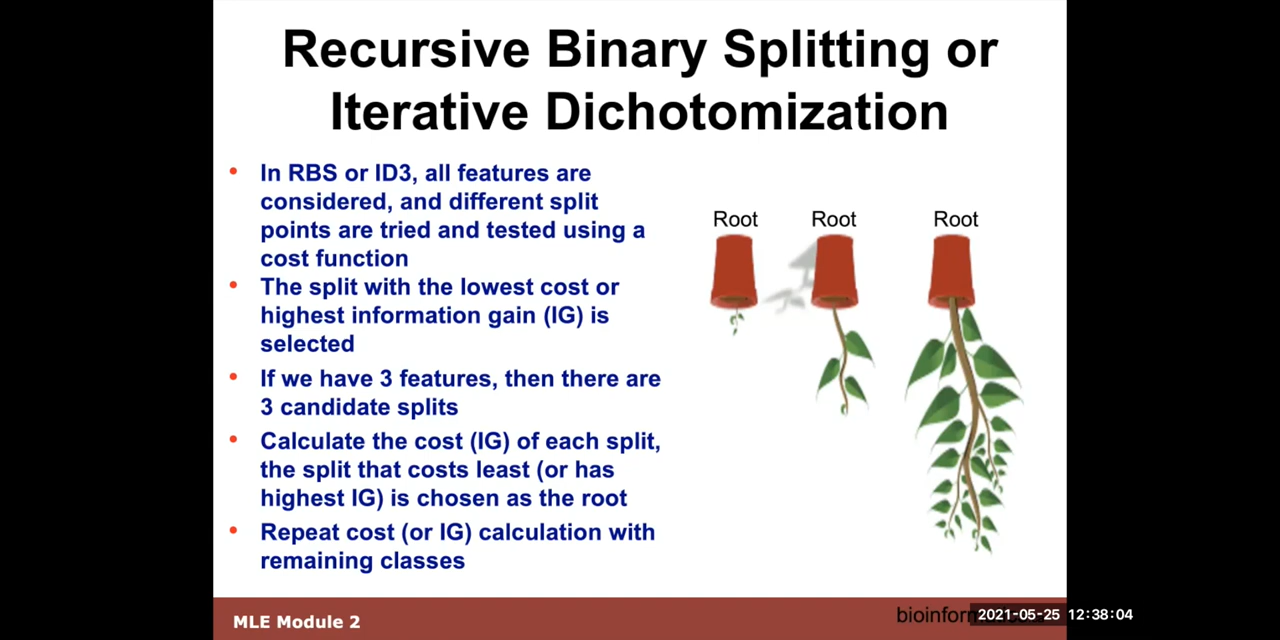 Recursive Binary Splitting or
Iterative Dichotomization
• In RBS or ID3, all features are
considered, and different split
points are tried and tested using a
cost function
• The split with the lowest cost or
highest information gain (IG) is
selected
• If we have 3 features, then there are
3 candidate splits
• Calculate the cost (IG) of each split,
the split that costs least (or has
highest IG) is chosen as the root
• Repeat cost (or IG) calculation with
remaining classes
Root Root Root
MLE Module 2
2021-05-25 12:38:04